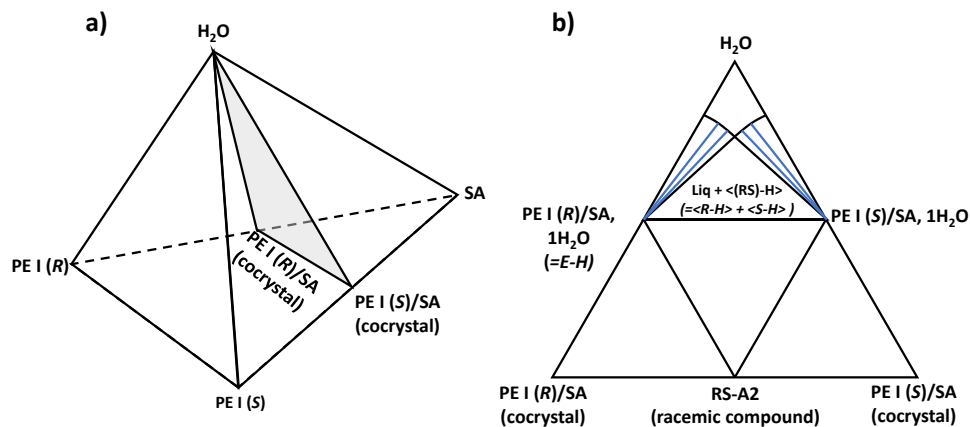 a)
H₂O
SA
PE I (R)
PE I (R)/SA
(cocrystal)
PE I (S)/SA
(cocrystal)
PE I (S)
b)
H₂O
Liq + <(RS)-H>
(=<R-H> + <S-H> )
PE I (R)/SA,
1H₂O
(=E-H)
PE I (S)/SA, 1H₂O
PE I (R)/SA
(cocrystal)
RS-A2
(racemic compound)
PE I (S)/SA
(cocrystal)